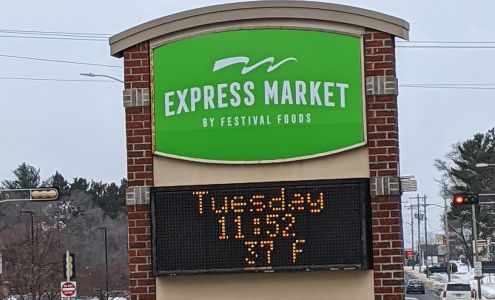 EXPRESS MARKET
BY FESTIVAL FOODS
Tuesday
11:52
37 F